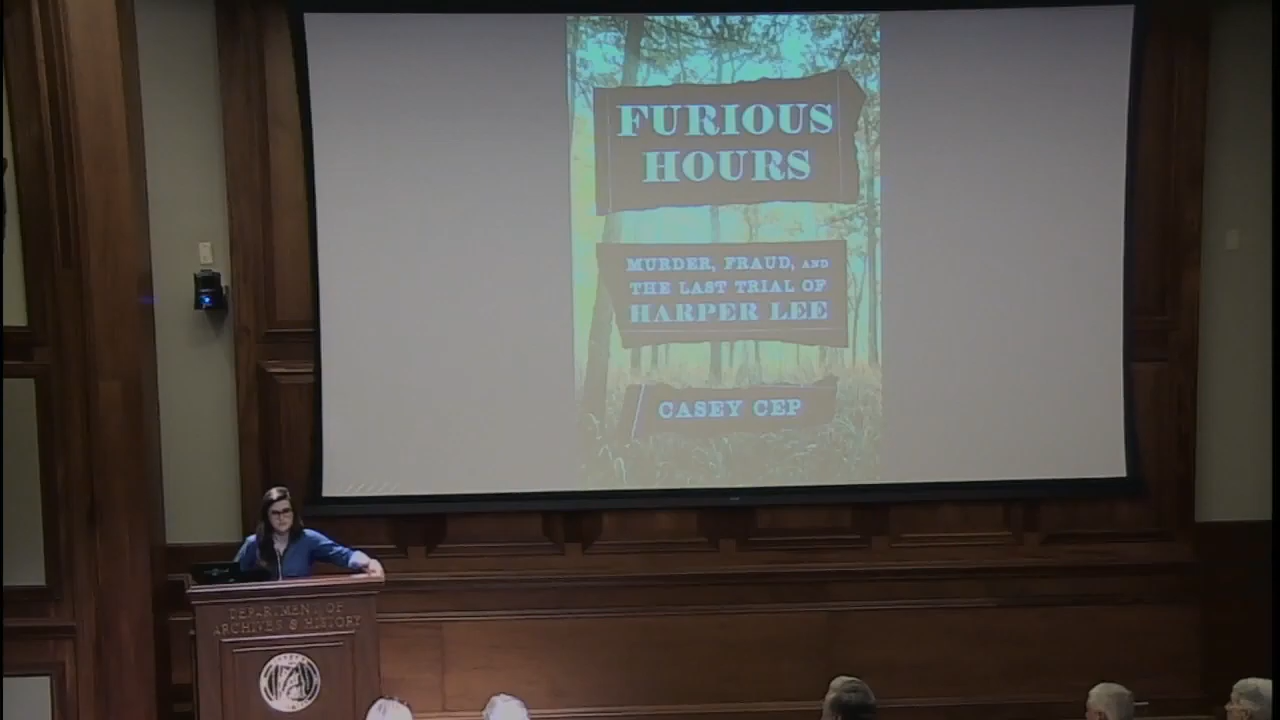 FURIOUS
HOURS
MURDER, FRAUD, AND
THE LAST TRIAL OF
HARPER LEE
CASEY CEP
DEPARTMENT OF
ARCHIVES & HISTORY